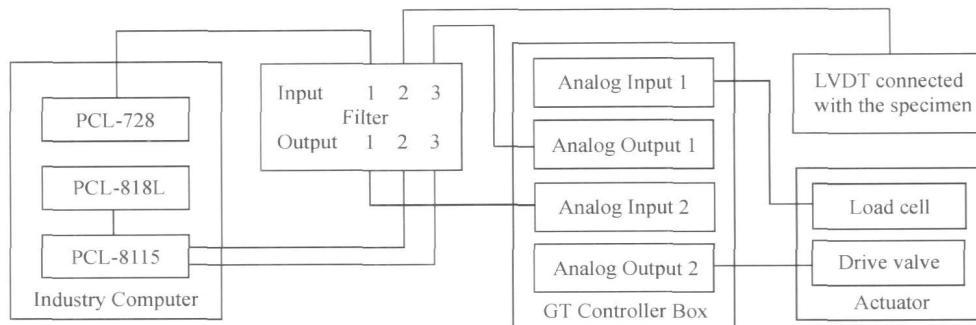 PCL-728
PCL-818L
PCL-8115
Industry Computer
Input 1 2 3
Filter
Output 1 2 3
Analog Input 1
Analog Output 1
Analog Input 2
Analog Output 2
GT Controller Box
LVDT connected
with the specimen
Load cell
Drive valve
Actuator